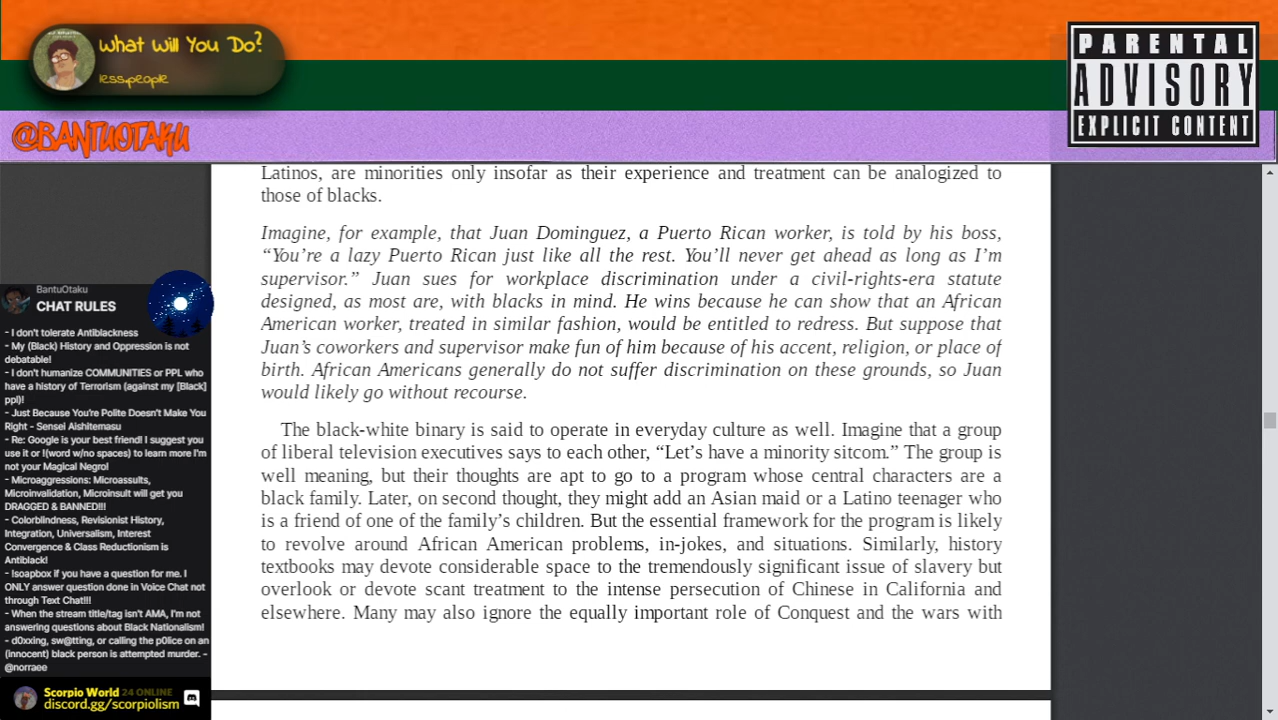 What Will You Do?
less.people
PARENTAL
ADVISORY
EXPLICIT CONTENT
@BANTUOTAKU
Latinos, are minorities only insofar as their experience and treatment can be analogized to
those of blacks.
Imagine, for example, that Juan Dominguez, a Puerto Rican worker, is told by his boss,
“You’re a lazy Puerto Rican just like all the rest. You’ll never get ahead as long as I’m
supervisor.” Juan sues for workplace discrimination under a civil-rights-era statute
designed, as most are, with blacks in mind. He wins because he can show that an African
American worker, treated in similar fashion, would be entitled to redress. But suppose that
Juan’s coworkers and supervisor make fun of him because of his accent, religion, or place of
birth. African Americans generally do not suffer discrimination on these grounds, so Juan
would likely go without recourse.
The black-white binary is said to operate in everyday culture as well. Imagine that a group
of liberal television executives says to each other, “Let’s have a minority sitcom.” The group is
well meaning, but their thoughts are apt to go to a program whose central characters are a
black family. Later, on second thought, they might add an Asian maid or a Latino teenager who
is a friend of one of the family’s children. But the essential framework for the program is likely
to revolve around African American problems, in-jokes, and situations. Similarly, history
textbooks may devote considerable space to the tremendously significant issue of slavery but
overlook or devote scant treatment to the intense persecution of Chinese in California and
elsewhere. Many may also ignore the equally important role of Conquest and the wars with
BantuOtaku
CHAT RULES
- I don't tolerate Antiblackness
- My (Black) History and Oppression is not
debatable!
- I don't humanize COMMUNITIES or PPL who
have a history of Terrorism (against my [Black]
ppl)!
- Just Because You're Polite Doesn't Make You
Right - Sensei Aishitemasu
- Re: Google is your best friend! I suggest you
use it or !(word w/no spaces) to learn more I'm
not your Magical Negro!
- Microaggressions: Microassults,
Microinvalidation, Microinsult will get you
DRAGGED & BANNED!!!
- Colorblindness, Revisionist History,
Integration, Universalism, Interest
Convergence & Class Reductionism is
Antiblack!
- !soapbox if you have a question for me. I
ONLY answer question done in Voice Chat not
through Text Chat!!!
- When the stream title/tag isn't AMA, I'm not
answering questions about Black Nationalism!
- d0xxing, sw@tting, or calling the p0lice on an
(innocent) black person is attempted murder. -
@norraee
Scorpio World 24 ONLINE
discord.gg/scorpiolism